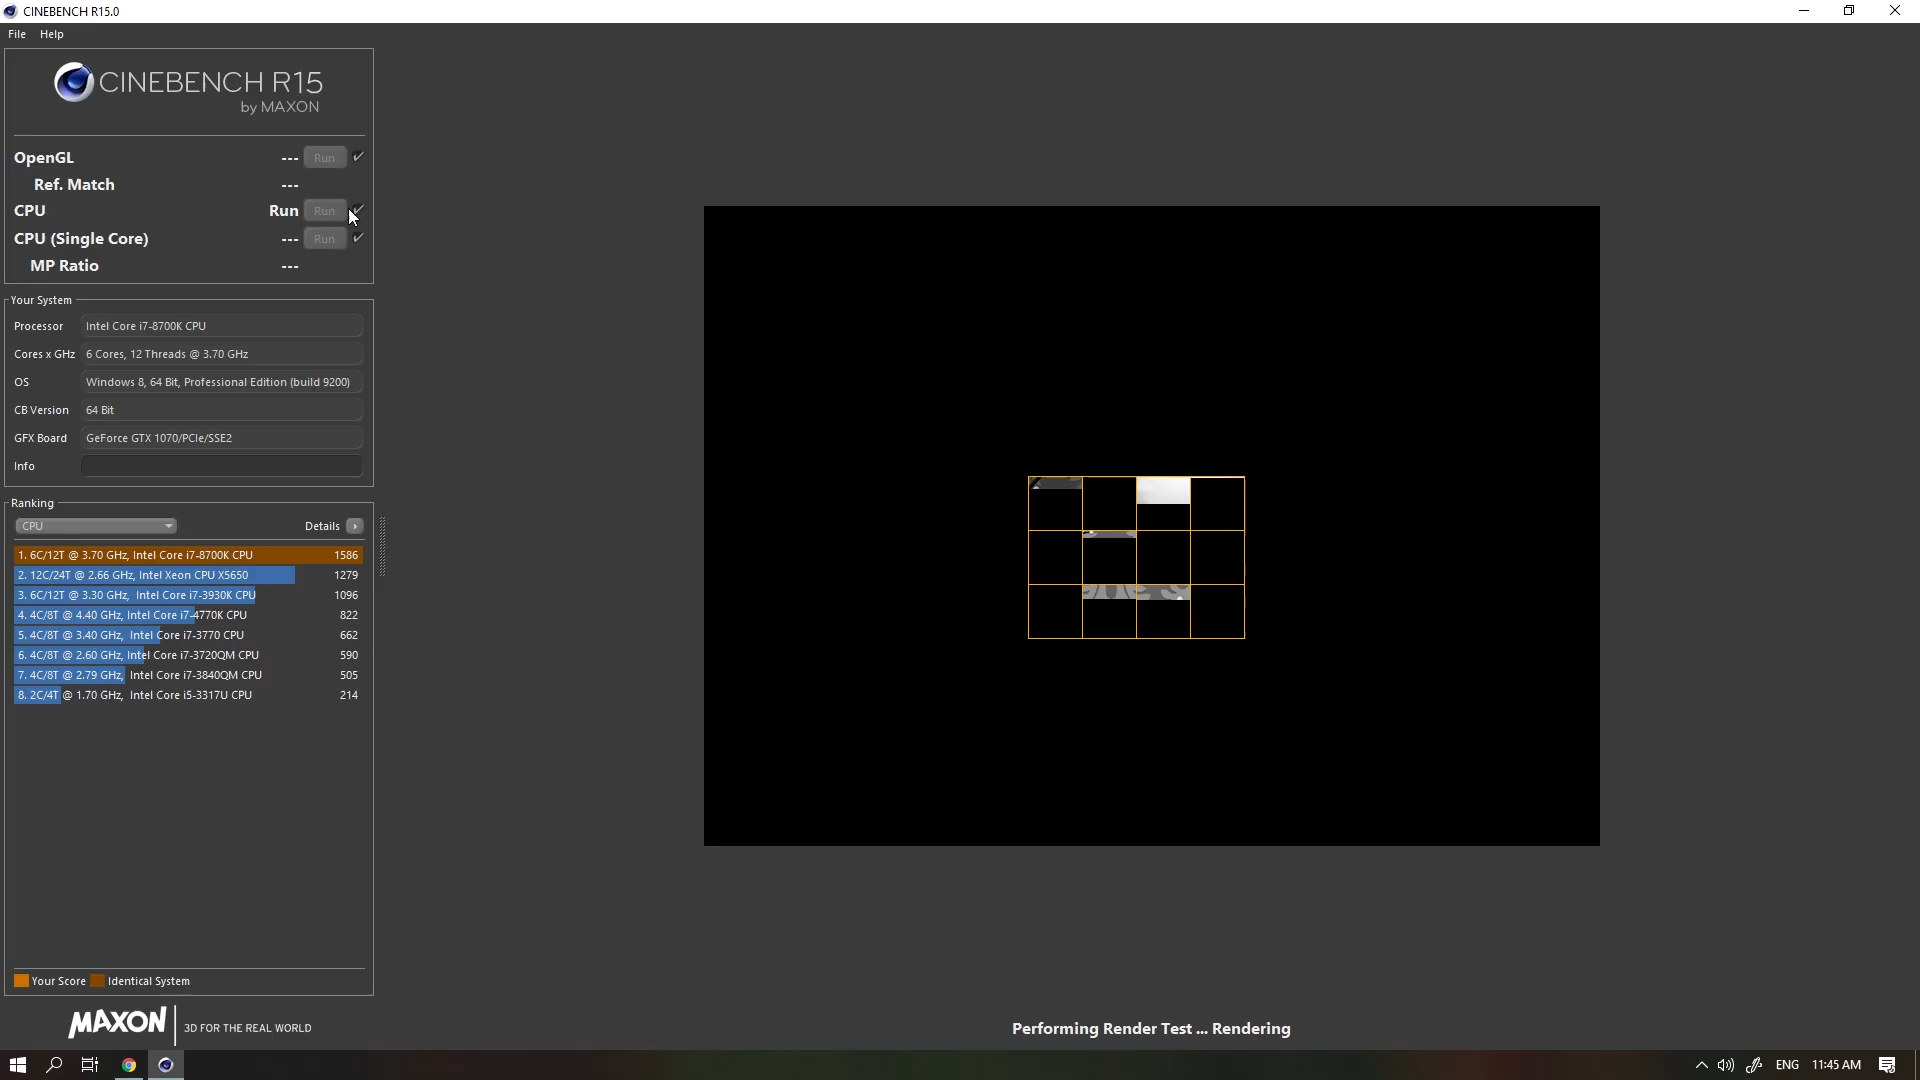 CINEBENCH R15.0
File Help
CINEBENCH R15
by MAXON
OpenGL --- Run
Ref. Match ---
CPU Run Run
CPU (Single Core) --- Run
MP Ratio ---
Your System
Processor Intel Core i7-8700K CPU
Cores x GHz 6 Cores, 12 Threads @ 3.70 GHz
OS Windows 8, 64 Bit, Professional Edition (build 9200)
CB Version 64 Bit
GFX Board GeForce GTX 1070/PCIe/SSE2
Info
Ranking
CPU Details
1. 6C/12T @ 3.70 GHz, Intel Core i7-8700K CPU 1586
2. 12C/24T @ 2.66 GHz, Intel Xeon CPU X5650 1279
3. 6C/12T @ 3.30 GHz, Intel Core i7-3930K CPU 1096
4. 4C/8T @ 4.40 GHz, Intel Core i7-4770K CPU 822
5. 4C/8T @ 3.40 GHz, Intel Core i7-3770 CPU 662
6. 4C/8T @ 2.60 GHz, Intel Core i7-3720QM CPU 590
7. 4C/8T @ 2.79 GHz, Intel Core i7-3840QM CPU 505
8. 2C/4T @ 1.70 GHz, Intel Core i5-3317U CPU 214
Your Score Identical System
MAXON 3D FOR THE REAL WORLD
Performing Render Test ... Rendering
ENG 11:45 AM